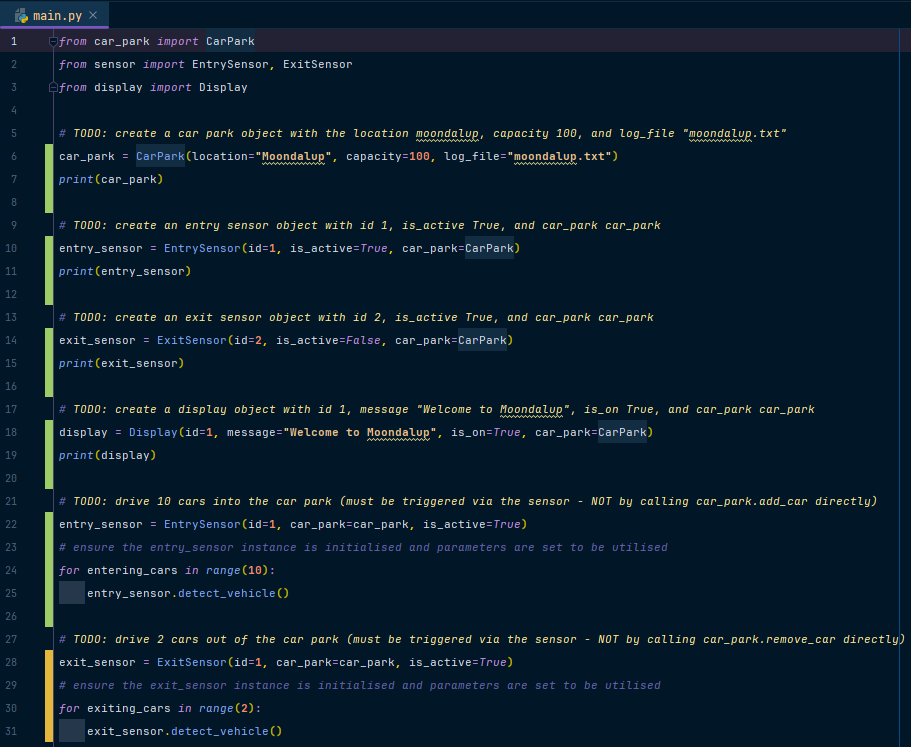 main.py
1 from car_park import CarPark
2 from sensor import EntrySensor, ExitSensor
3 from display import Display
4
5 # TODO: create a car park object with the location moondalup, capacity 100, and log_file "moondalup.txt"
6 car_park = CarPark(location="Moondalup", capacity=100, log_file="moondalup.txt")
7 print(car_park)
8
9 # TODO: create an entry sensor object with id 1, is_active True, and car_park car_park
10 entry_sensor = EntrySensor(id=1, is_active=True, car_park=CarPark)
11 print(entry_sensor)
12
13 # TODO: create an exit sensor object with id 2, is_active True, and car_park car_park
14 exit_sensor = ExitSensor(id=2, is_active=False, car_park=CarPark)
15 print(exit_sensor)
16
17 # TODO: create a display object with id 1, message "Welcome to Moondalup", is_on True, and car_park car_park
18 display = Display(id=1, message="Welcome to Moondalup", is_on=True, car_park=CarPark)
19 print(display)
20
21 # TODO: drive 10 cars into the car park (must be triggered via the sensor - NOT by calling car_park.add_car directly)
22 entry_sensor = EntrySensor(id=1, car_park=car_park, is_active=True)
23 # ensure the entry_sensor instance is initialised and parameters are set to be utilised
24 for entering_cars in range(10):
25 entry_sensor.detect_vehicle()
26
27 # TODO: drive 2 cars out of the car park (must be triggered via the sensor - NOT by calling car_park.remove_car directly)
28 exit_sensor = ExitSensor(id=1, car_park=car_park, is_active=True)
29 # ensure the exit_sensor instance is initialised and parameters are set to be utilised
30 for exiting_cars in range(2):
31 exit_sensor.detect_vehicle()